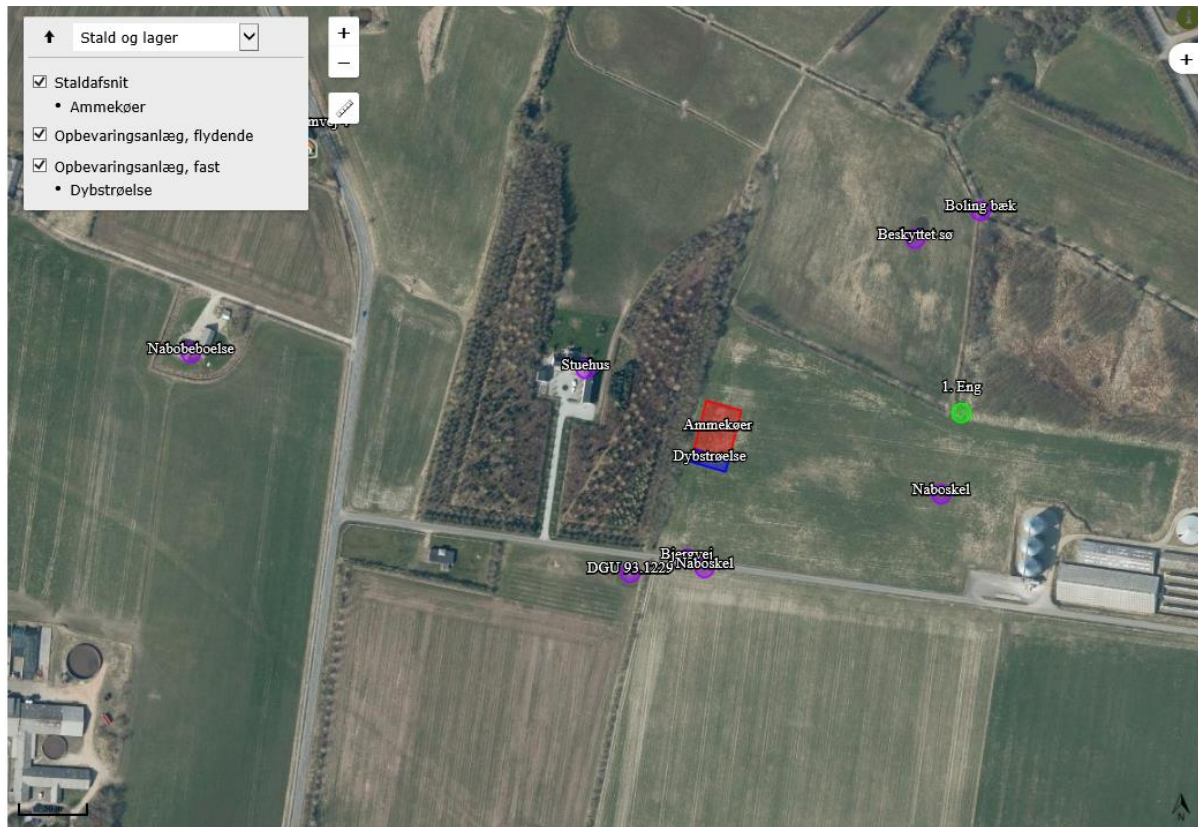 Stald og lager
Staldafsnit
• Ammekøer
Opbevaringsanlæg, flydende
Opbevaringsanlæg, fast
• Dybstrøelse
+
−
+
i
Boling bæk
Beskyttet sø
Nabobeboelse
Stuehus
1. Eng
Ammekøer
Dybstrøelse
Naboskel
Bjergvej
DGU 93.1229
Naboskel
N